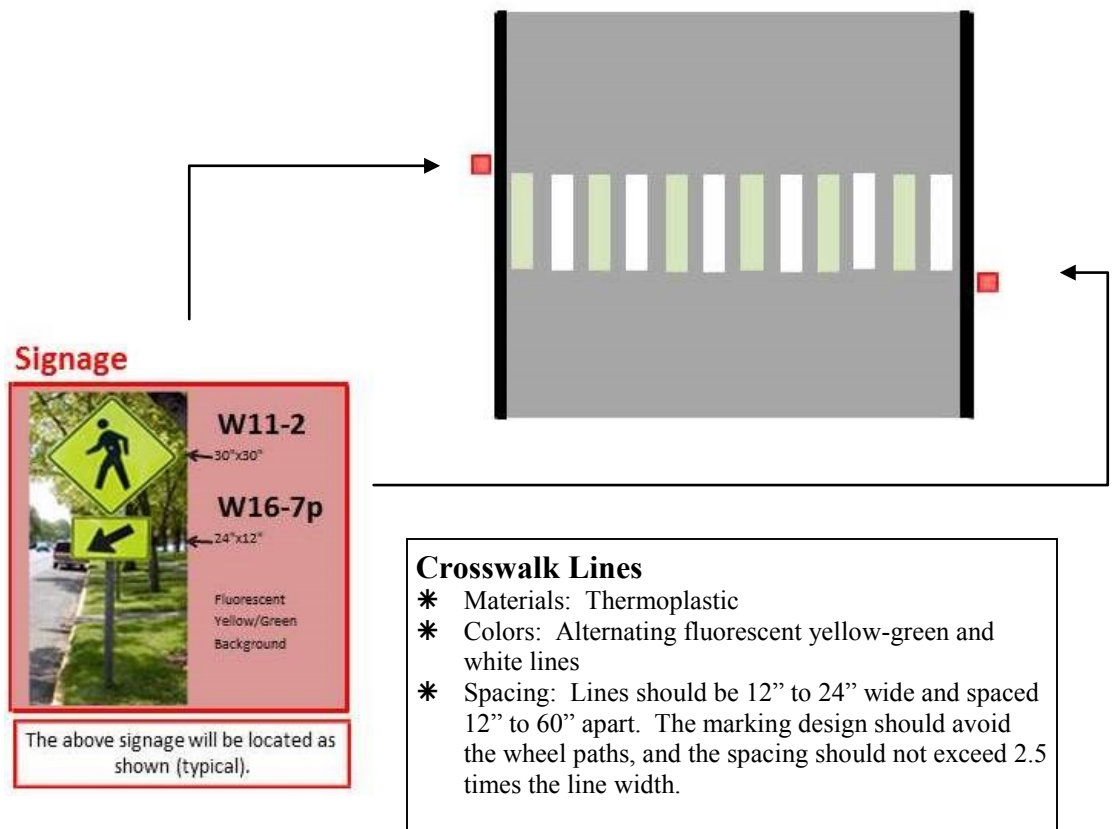 Signage
W11-2
30"x30"
W16-7p
24"x12"
Fluorescent
Yellow/Green
Background
The above signage will be located as
shown (typical).
Crosswalk Lines
✱ Materials: Thermoplastic
✱ Colors: Alternating fluorescent yellow-green and
white lines
✱ Spacing: Lines should be 12” to 24” wide and spaced
12” to 60” apart. The marking design should avoid
the wheel paths, and the spacing should not exceed 2.5
times the line width.